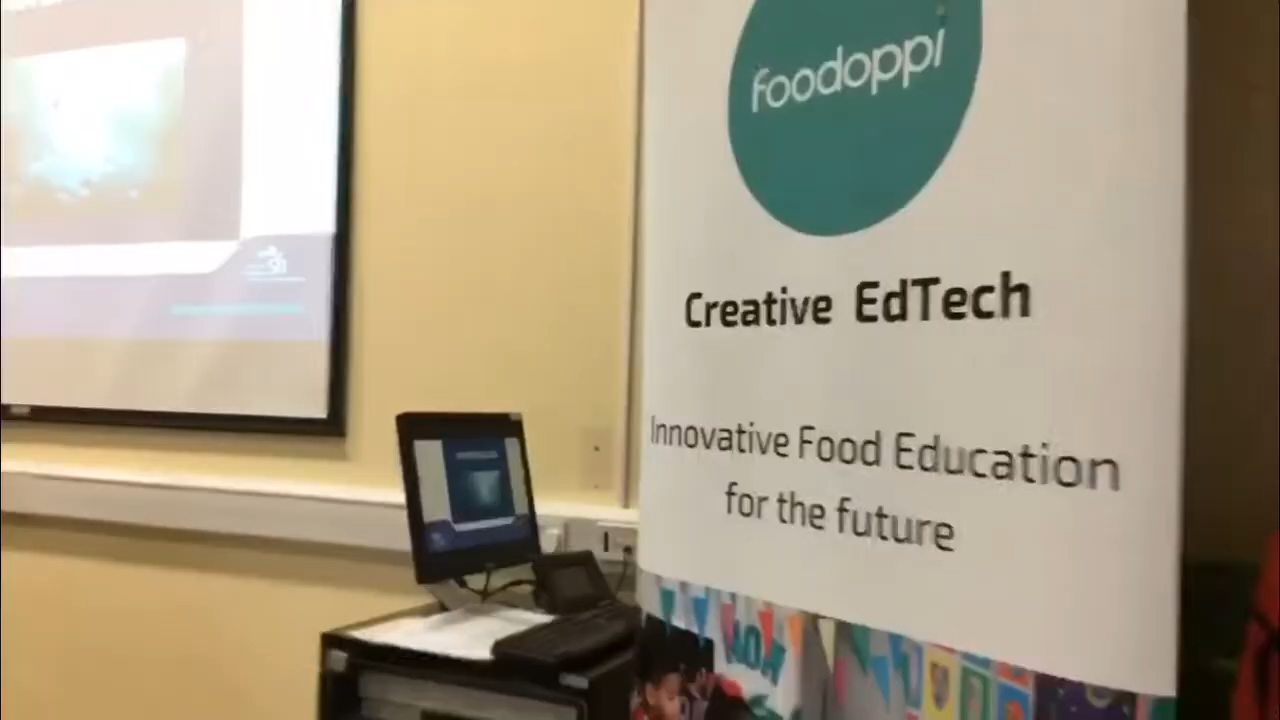 foodoppi
Creative EdTech
Innovative Food Education
for the future